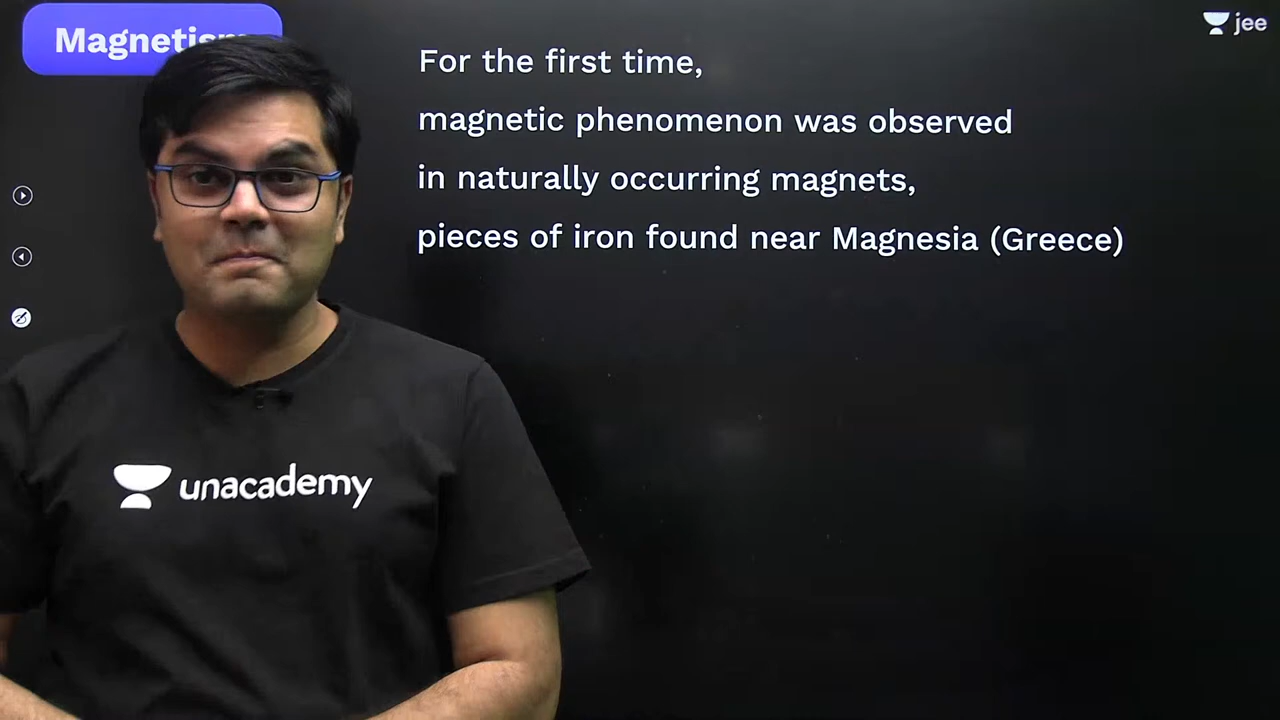 Magnetism
jee
For the first time,
magnetic phenomenon was observed
in naturally occurring magnets,
pieces of iron found near Magnesia (Greece)
unacademy